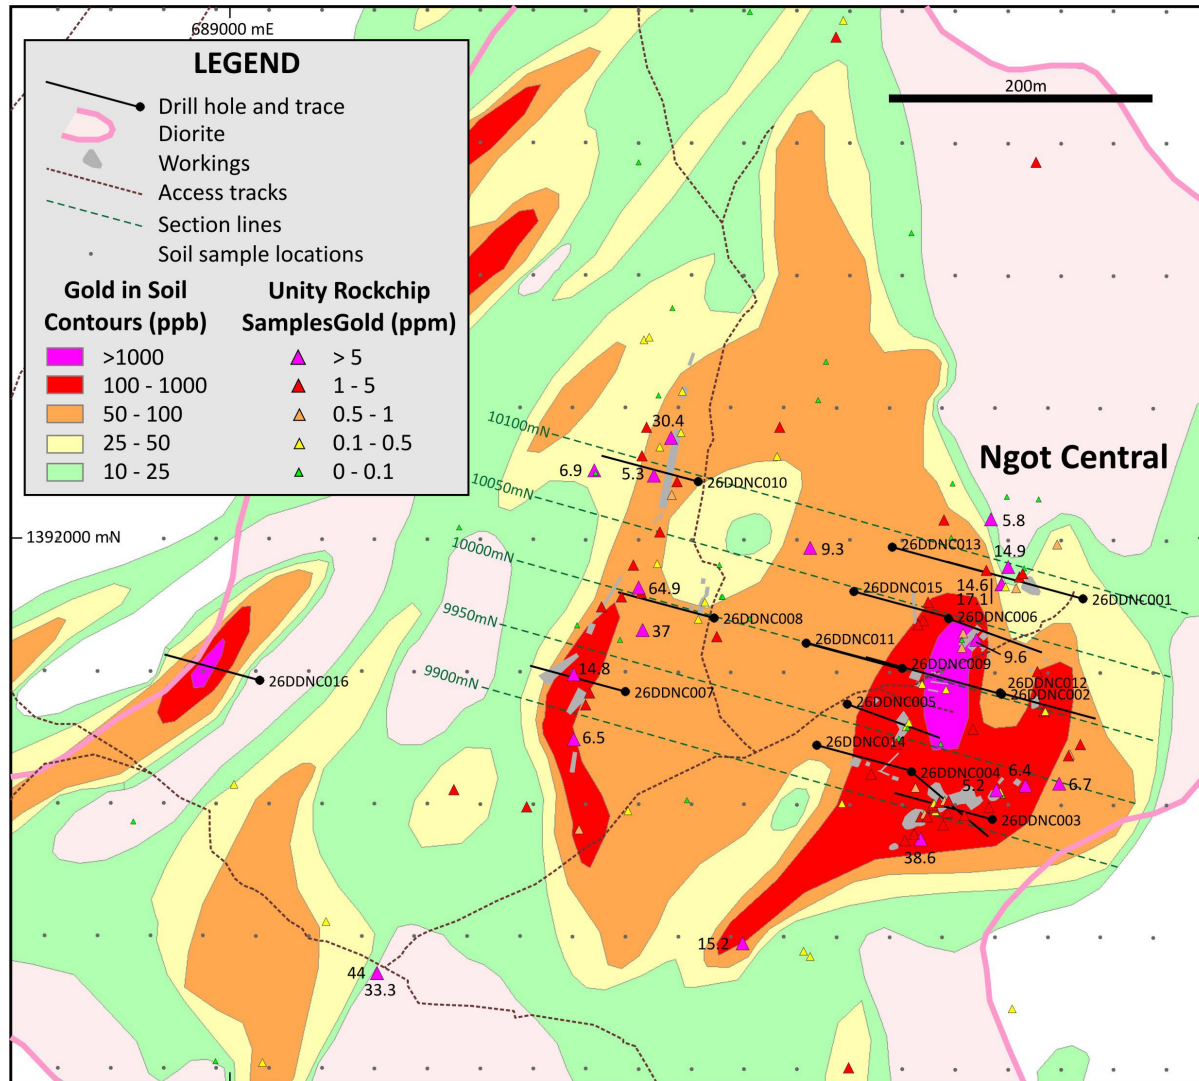 689000 mE
LEGEND
Drill hole and trace
Diorite
Workings
Access tracks
Section lines
Soil sample locations
Gold in Soil
Contours (ppb)
>1000
100 - 1000
50 - 100
25 - 50
10 - 25
Unity Rockchip
SamplesGold (ppm)
> 5
1 - 5
0.5 - 1
0.1 - 0.5
0 - 0.1
200m
Ngot Central
1392000 mN
10100mN
10050mN
10000mN
9950mN
9900mN
30.4
6.9
5.3
26DDNC010
5.8
9.3
26DDNC013
14.9
14.6
17.1
26DDNC001
26DDNC015
64.9
26DDNC008
26DDNC006
37
26DDNC011
9.6
14.8
26DDNC009
26DDNC016
26DDNC007
26DDNC012
26DDNC002
26DDNC005
6.5
26DDNC014
26DDNC004
6.4
5.2
6.7
26DDNC003
38.6
15.2
44
33.3